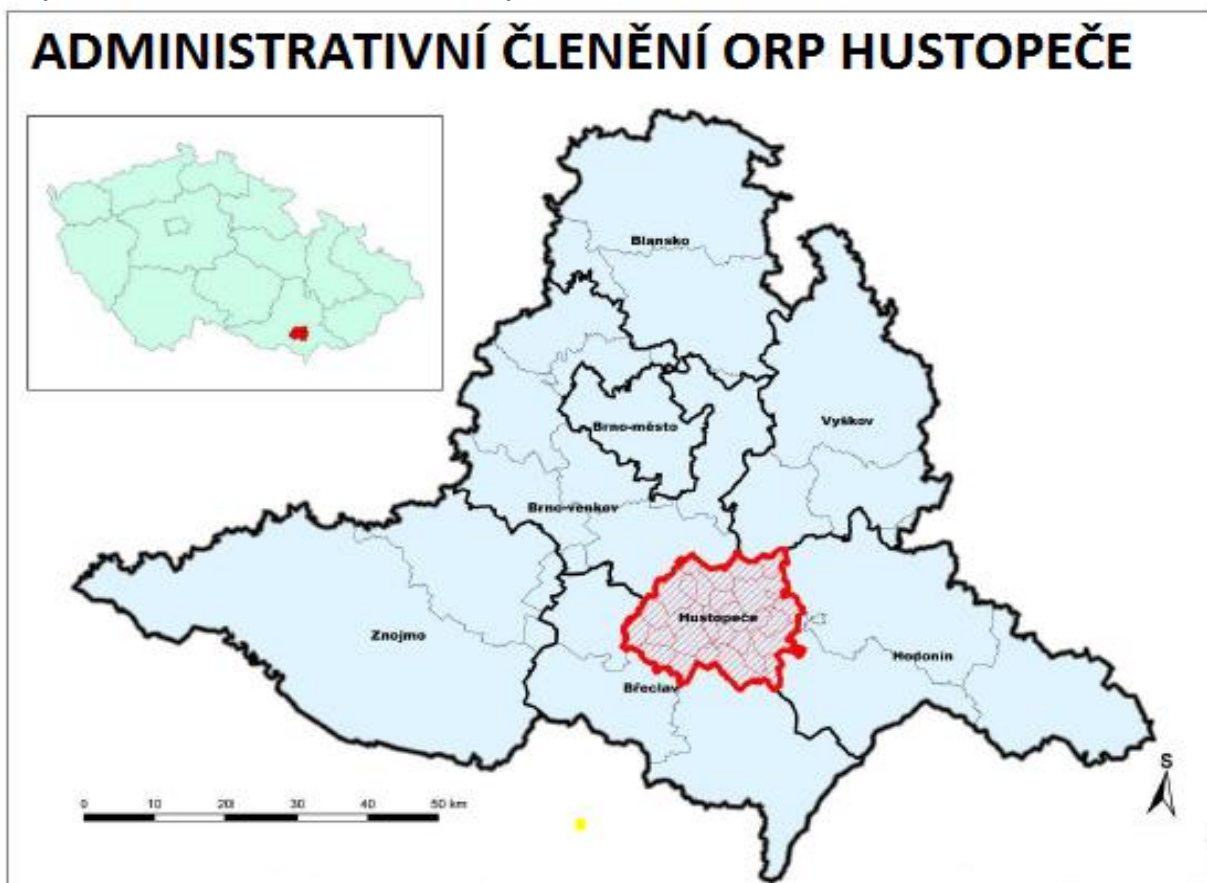 ADMINISTRATIVNÍ ČLENĚNÍ ORP HUSTOPEČE
Blansko
Vyškov
Brno-město
Brno-venkov
Hustopeče
Znojmo
Hodonín
Břeclav
S
0 10 20 30 40 50 km